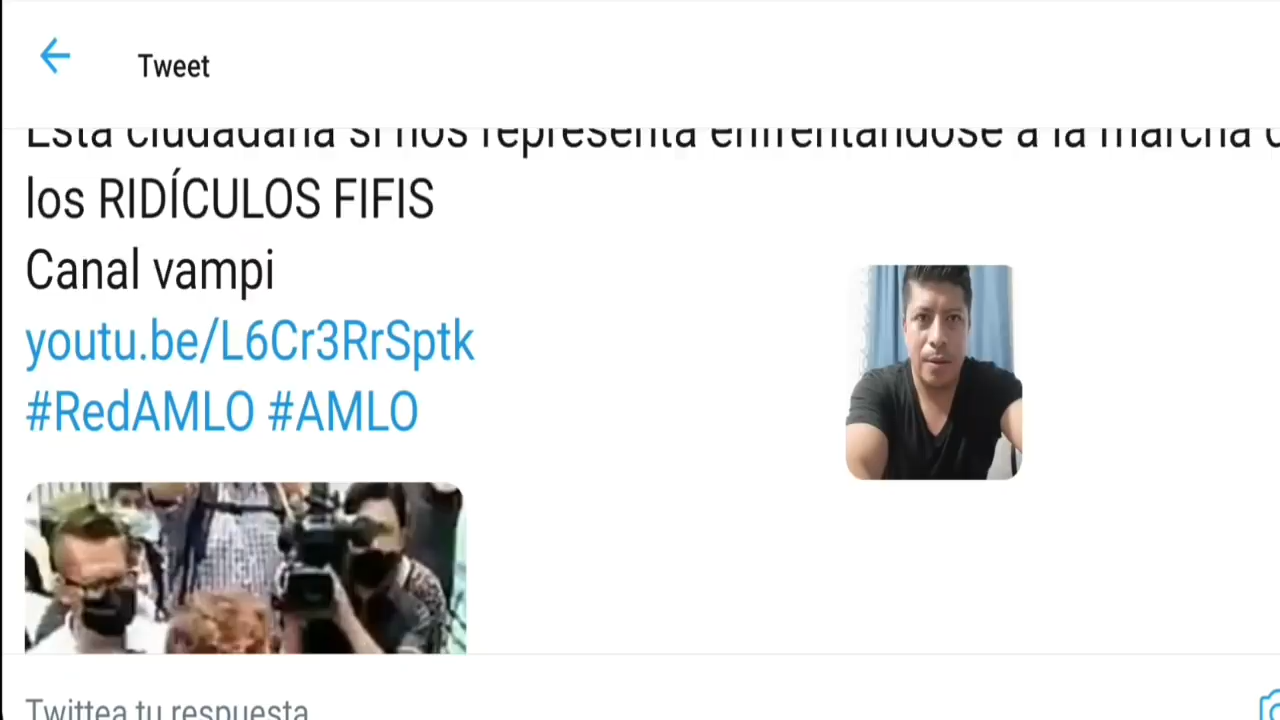 Tweet
Esta ciudadana si nos representa enfrentandose a la marcha
los RIDÍCULOS FIFIS
Canal vampi
youtu.be/L6Cr3RrSptk
#RedAMLO #AMLO
Twittea tu respuesta